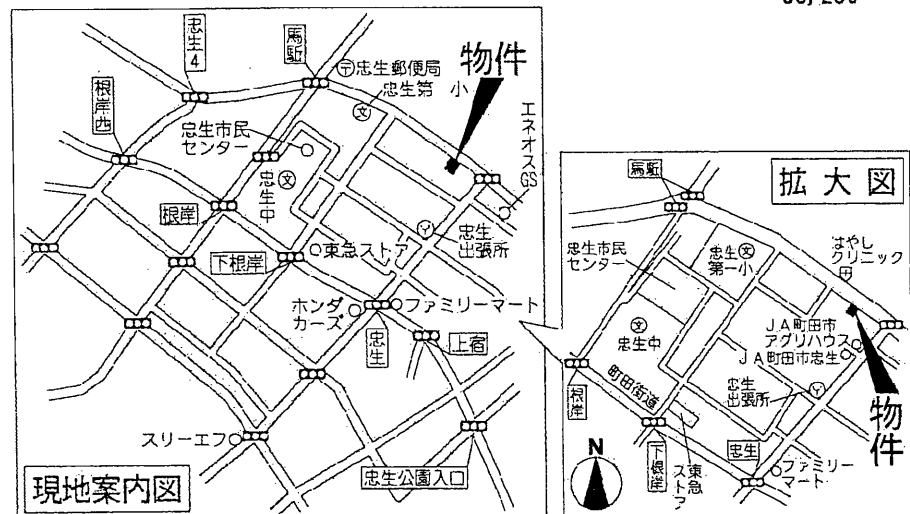 忠生4
馬駈
〒忠生郵便局
忠生第 小
物件
根岸西
忠生市民
センター
エネオスGS
忠生中
根岸
下根岸
東急ストア
忠生
出張所
ホンダ
カーズ
ファミリーマート
忠生
上宿
スリーエフ
忠生公園入口
現地案内図
拡大図
馬駈
忠生市民
センター
忠生
第一小
はやし
クリニック
忠生中
JA町田市
アグリハウス
JA町田市忠生
町田街道
忠生
出張所
根岸
物件
下根岸
東急
ストア
忠生
ファミリー
マート
N